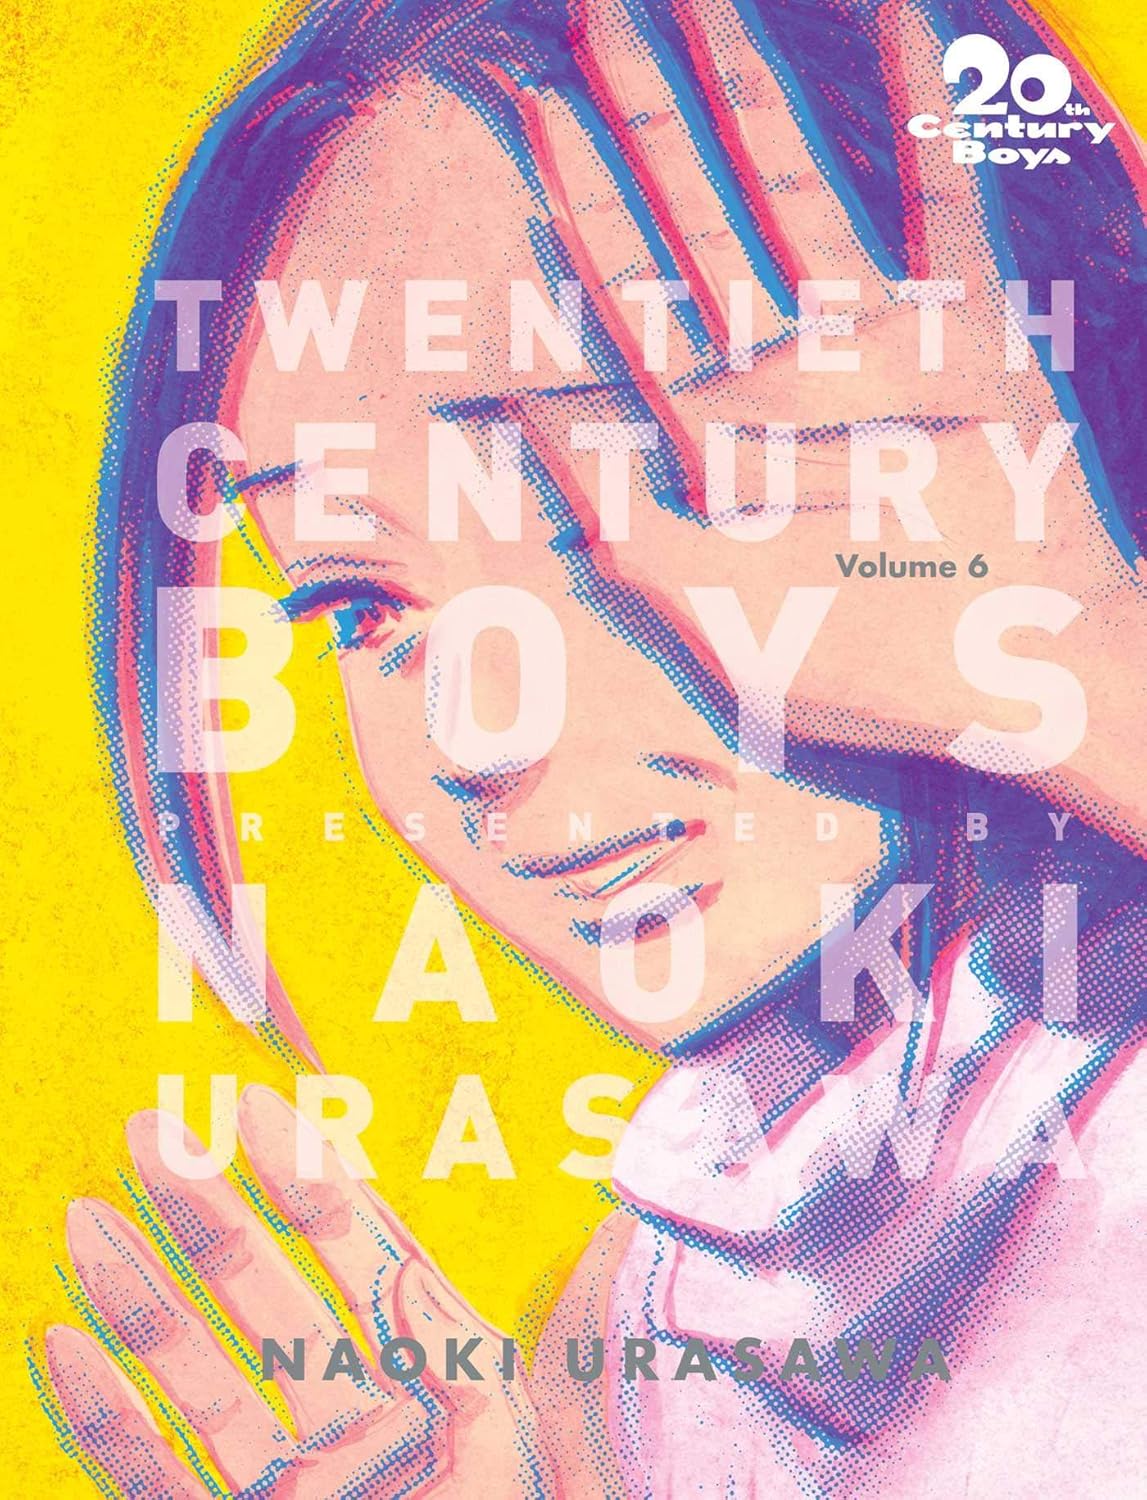 20th
Century
Boys
TWENTIETH
CENTURY
Volume 6
BOYS
PRESENTED BY
NAOKI
URASAWA
NAOKI URASAWA